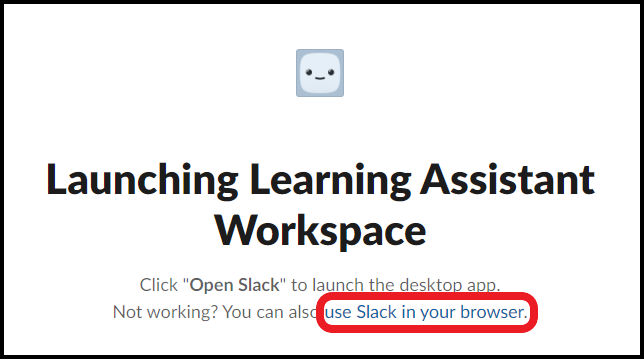 Launching Learning Assistant
Workspace
Click "Open Slack" to launch the desktop app.
Not working? You can also use Slack in your browser.